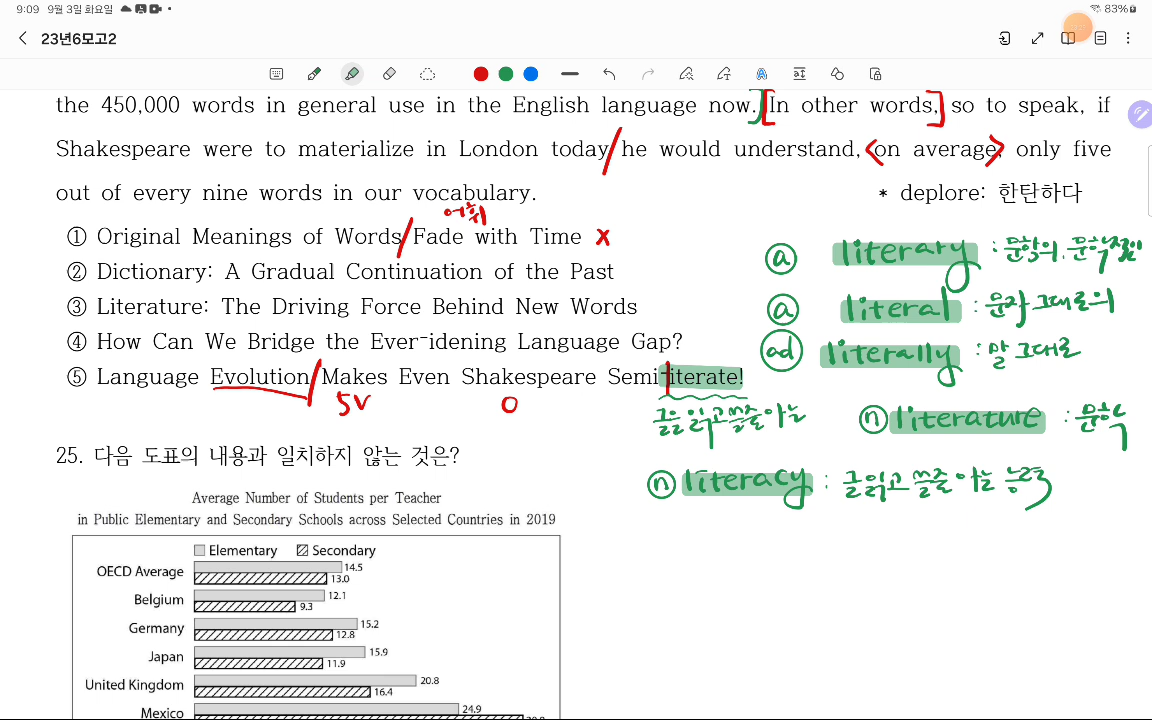 9:09 9월 3일 화요일 83%
23년6모고2
the 450,000 words in general use in the English language now. In other words, so to speak, if
Shakespeare were to materialize in London today he would understand, on average, only five
out of every nine words in our vocabulary.
* deplore: 한탄하다
어휘
① Original Meanings of Words Fade with Time X
② Dictionary: A Gradual Continuation of the Past
③ Literature: The Driving Force Behind New Words
④ How Can We Bridge the Ever-idening Language Gap?
⑤ Language Evolution Makes Even Shakespeare Semi-literate!
5V O
글을 읽고 쓸줄 아는
ⓐ literary : 문학의, 문학적인
ⓐ literal : 문자 그대로의
ad literally : 말 그대로
ⓝ literature : 문학
ⓝ literacy : 글읽고 쓸줄 아는 능력
25. 다음 도표의 내용과 일치하지 않는 것은?
Average Number of Students per Teacher
in Public Elementary and Secondary Schools across Selected Countries in 2019
Elementary Secondary
OECD Average 14.5 13.0
Belgium 12.1 9.3
Germany 15.2 12.8
Japan 15.9 11.9
United Kingdom 20.8 16.4
Mexico 24.9